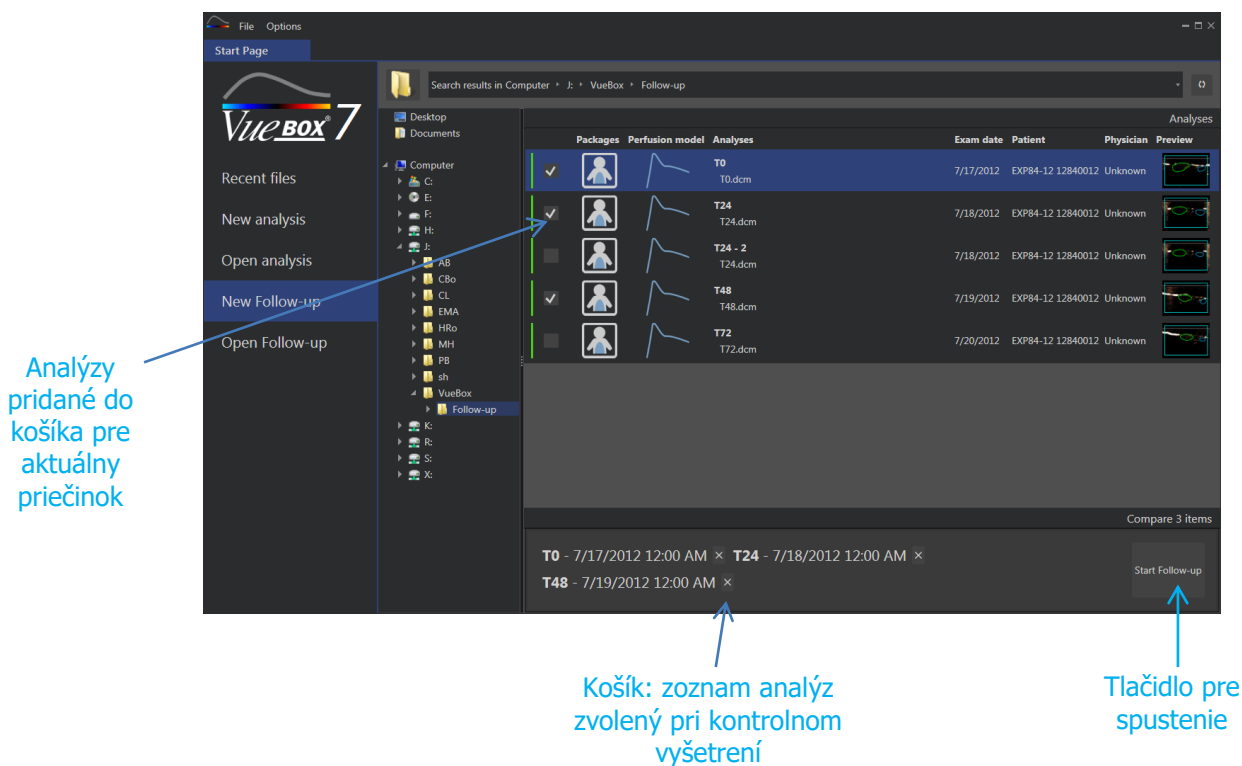 File Options
Start Page
VueBOX® 7
Recent files
New analysis
Open analysis
New Follow-up
Open Follow-up
Search results in Computer J: VueBox Follow-up
Desktop
Documents
Computer
C:
E:
F:
H:
J:
AB
CBo
CL
EMA
HRo
MH
PB
sh
VueBox
Follow-up
K:
R:
S:
X:
Analyses
Packages Perfusion model Analyses Exam date Patient Physician Preview
T0
T0.dcm
7/17/2012 EXP84-12 12840012 Unknown
T24
T24.dcm
7/18/2012 EXP84-12 12840012 Unknown
T24 - 2
T24.dcm
7/18/2012 EXP84-12 12840012 Unknown
T48
T48.dcm
7/19/2012 EXP84-12 12840012 Unknown
T72
T72.dcm
7/20/2012 EXP84-12 12840012 Unknown
Compare 3 items
T0 - 7/17/2012 12:00 AM × T24 - 7/18/2012 12:00 AM ×
T48 - 7/19/2012 12:00 AM ×
Start Follow-up
Analýzy
pridané do
košíka pre
aktuálny
priečinok
Košík: zoznam analýz
zvolený pri kontrolnom
vyšetrení
Tlačidlo pre
spustenie